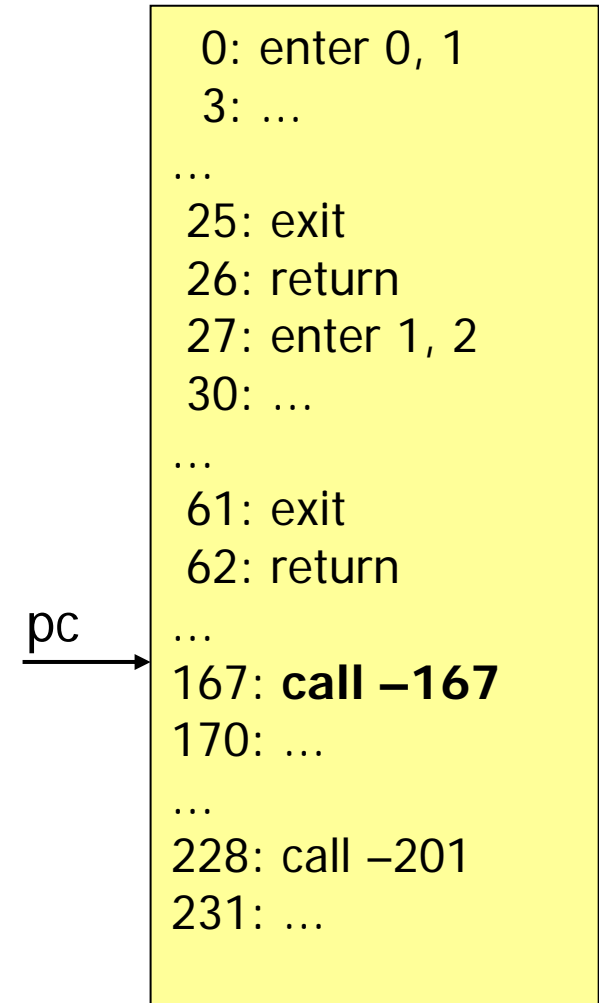 0: enter 0, 1
3: …
…
25: exit
26: return
27: enter 1, 2
30: …
…
61: exit
62: return
…
pc
167: call –167
170: …
…
228: call –201
231: …